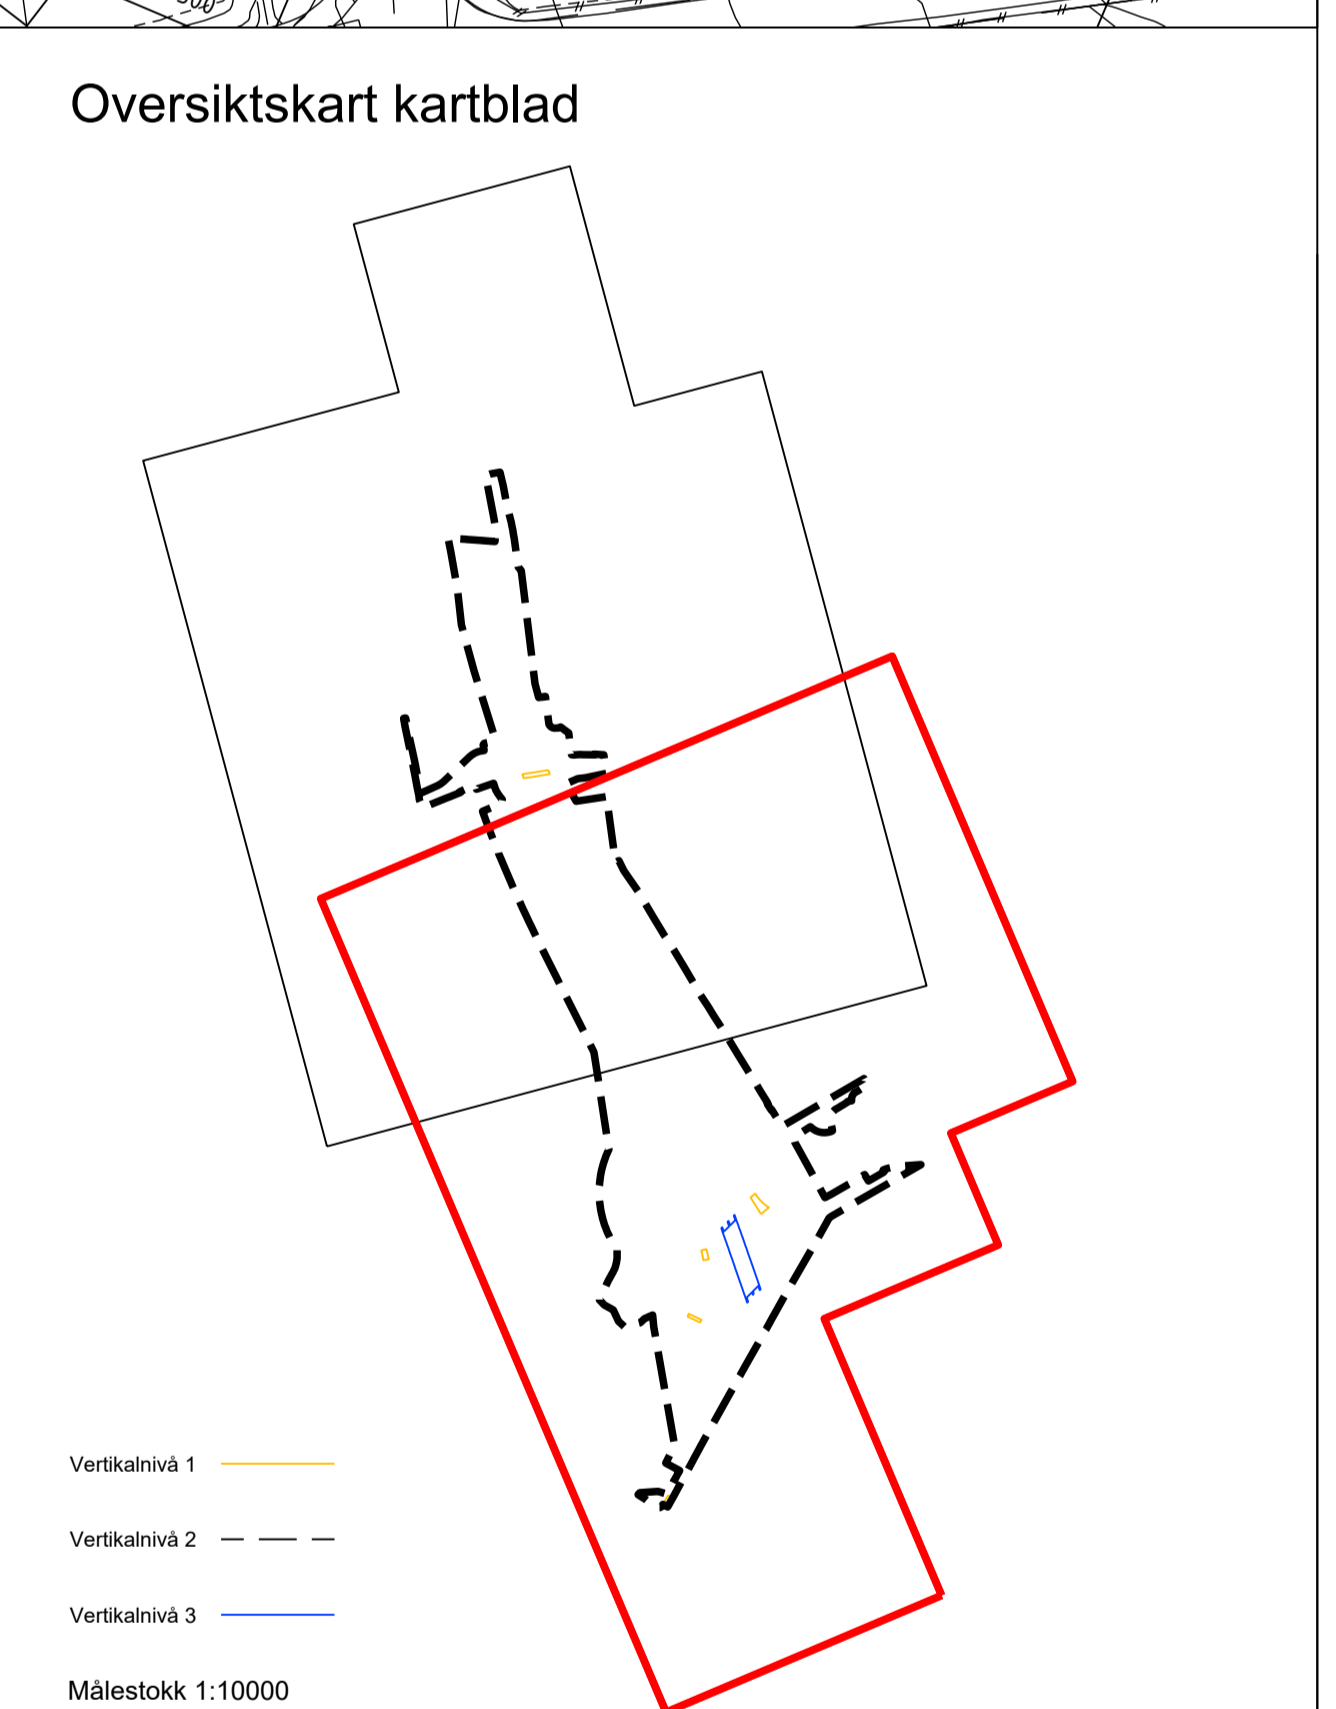 Oversiktskart kartblad
Vertikalnivå 1
Vertikalnivå 2
Vertikalnivå 3
Målestokk 1:10000